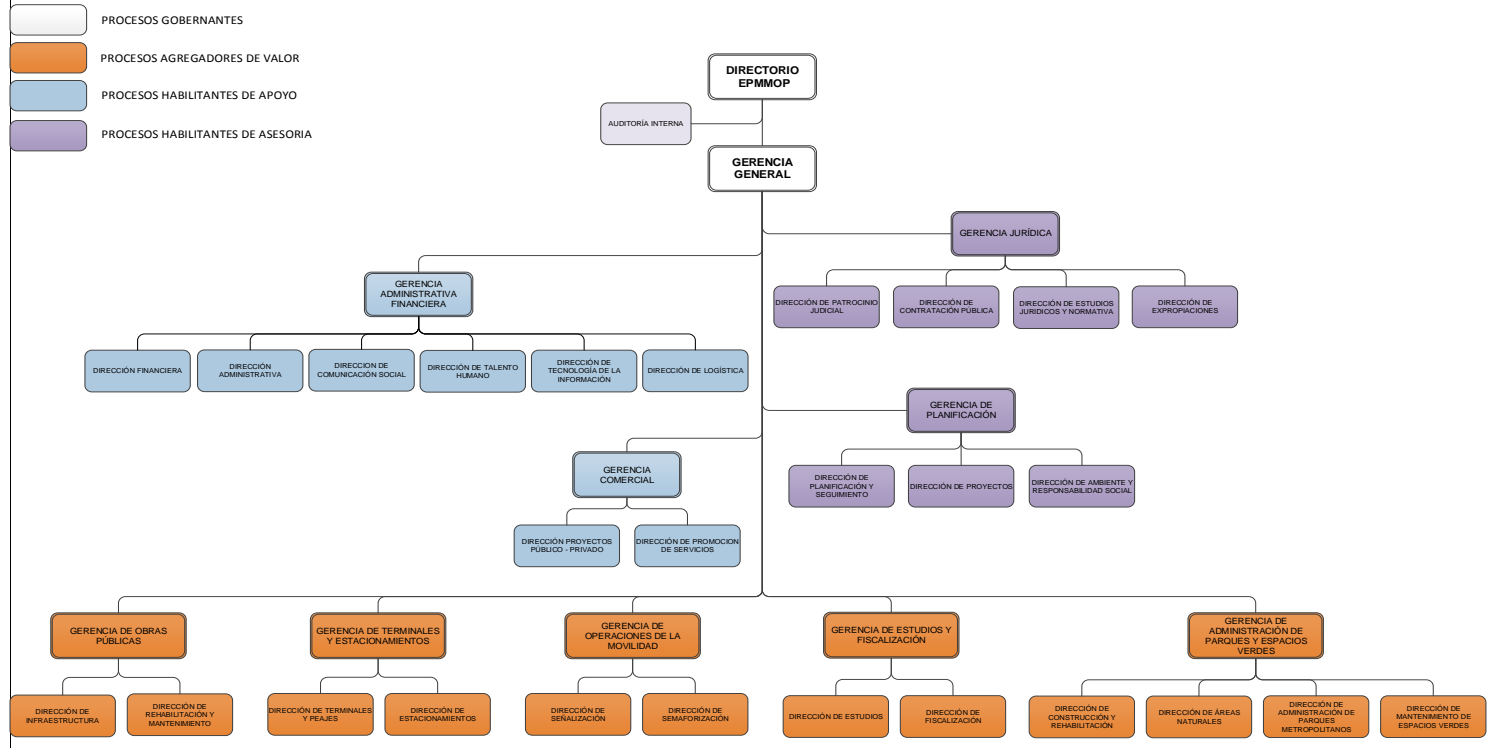 PROCESOS GOBERNANTES
PROCESOS AGREGADORES DE VALOR
PROCESOS HABILITANTES DE APOYO
PROCESOS HABILITANTES DE ASESORIA
DIRECTORIO
EPMMOP
AUDITORÍA INTERNA
GERENCIA
GENERAL
GERENCIA JURÍDICA
DIRECCIÓN DE PATROCINIO
JUDICIAL
DIRECCIÓN DE
CONTRATACIÓN PÚBLICA
DIRECCIÓN DE ESTUDIOS
JURIDICOS Y NORMATIVA
DIRECCIÓN DE
EXPROPIACIONES
GERENCIA
ADMINISTRATIVA
FINANCIERA
DIRECCIÓN FINANCIERA
DIRECCIÓN
ADMINISTRATIVA
DIRECCION DE
COMUNICACIÓN SOCIAL
DIRECCIÓN DE TALENTO
HUMANO
DIRECCIÓN DE
TECNOLOGÍA DE LA
INFORMACIÓN
DIRECCIÓN DE LOGÍSTICA
GERENCIA DE
PLANIFICACIÓN
DIRECCIÓN DE
PLANIFICACIÓN Y
SEGUIMIENTO
DIRECCIÓN DE PROYECTOS
DIRECCIÓN DE AMBIENTE Y
RESPONSABILIDAD SOCIAL
GERENCIA
COMERCIAL
DIRECCIÓN PROYECTOS
PÚBLICO - PRIVADO
DIRECCIÓN DE PROMOCION
DE SERVICIOS
GERENCIA DE OBRAS
PÚBLICAS
DIRECCIÓN DE
INFRAESTRUCTURA
DIRECCIÓN DE
REHABILITACIÓN Y
MANTENIMIENTO
GERENCIA DE TERMINALES
Y ESTACIONAMIENTOS
DIRECCIÓN DE TERMINALES
Y PEAJES
DIRECCIÓN DE
ESTACIONAMIENTOS
GERENCIA DE
OPERACIONES DE LA
MOVILIDAD
DIRECCIÓN DE
SEÑALIZACIÓN
DIRECCIÓN DE
SEMAFORIZACIÓN
GERENCIA DE ESTUDIOS Y
FISCALIZACIÓN
DIRECCIÓN DE ESTUDIOS
DIRECCIÓN DE
FISCALIZACIÓN
GERENCIA DE
ADMINISTRACIÓN DE
PARQUES Y ESPACIOS
VERDES
DIRECCIÓN DE
CONSTRUCCIÓN Y
REHABILITACIÓN
DIRECCIÓN DE ÁREAS
NATURALES
DIRECCIÓN DE
ADMINISTRACIÓN DE
PARQUES
METROPOLITANOS
DIRECCIÓN DE
MANTENIMIENTO DE
ESPACIOS VERDES